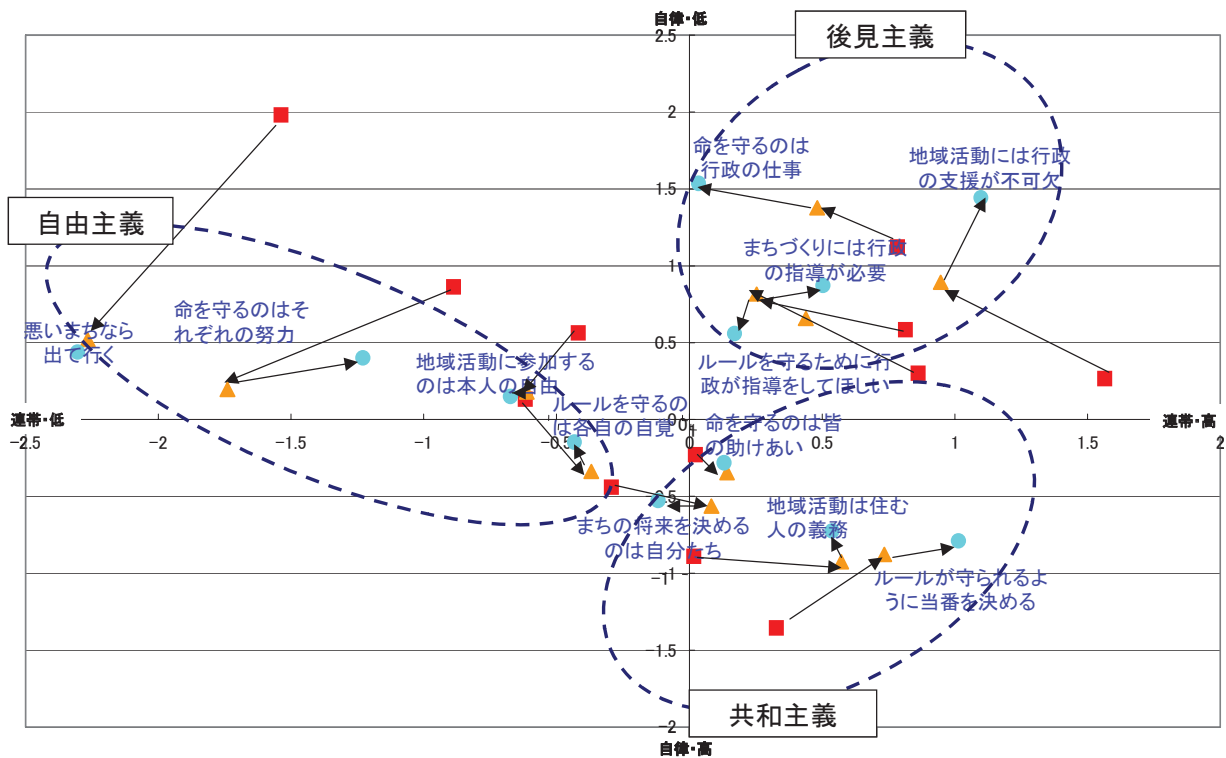 自律・低
2.5
後見主義
2
命を守るのは
行政の仕事
地域活動には行政
の支援が不可欠
1.5
自由主義
まちづくりには行政
の指導が必要
1
命を守るのはそ
れぞれの努力
悪いまちなら
出て行く
0.5
地域活動に参加する
のは本人の自由
ルールを守るために行
政が指導をしてほしい
ルールを守るの
は各自の自覚
連帯・低
連帯・高
0
-2.5
-2
-1.5
-1
-0.5
0
0.5
1
1.5
2
命を守るのは皆
の助けあい
-0.5
地域活動は住む
人の義務
まちの将来を決める
のは自分たち
-1
ルールが守られるよ
うに当番を決める
-1.5
共和主義
-2
自律・高